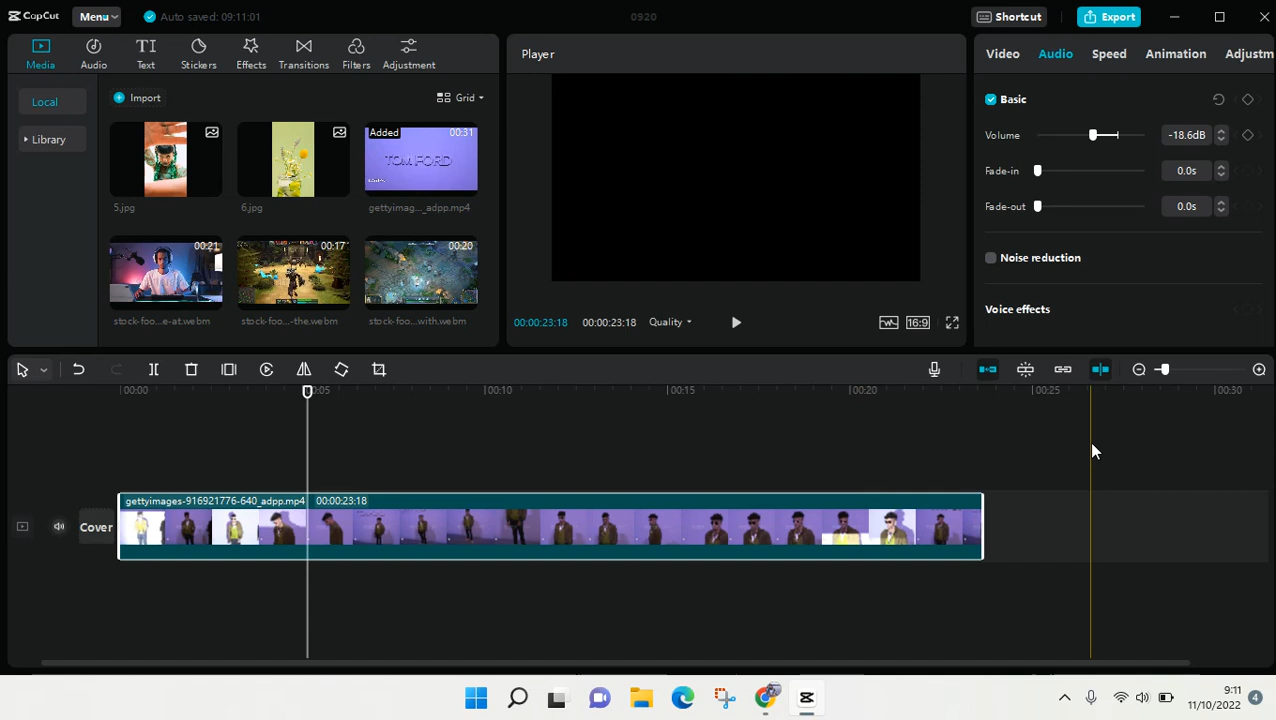 CapCut
Menu
Auto saved: 09:11:01
0920
Shortcut
Export
Media
Audio
Text
Stickers
Effects
Transitions
Filters
Adjustment
Local
Library
Import
Grid
5.jpg
6.jpg
Added 00:31
TOM FORD
gettyimag..._adpp.mp4
00:21
stock-foo...e-at.webm
00:17
stock-foo...-the.webm
00:20
stock-foo...with.webm
Player
00:00:23:18
00:00:23:18
Quality
16:9
Video
Audio
Speed
Animation
Adjustm
Basic
Volume
-18.6dB
Fade-in
0.0s
Fade-out
0.0s
Noise reduction
Voice effects
00:00
00:05
00:10
00:15
00:20
00:25
00:30
gettyimages-916921776-640_adpp.mp4 00:00:23:18
Cover
9:11
11/10/2022
4